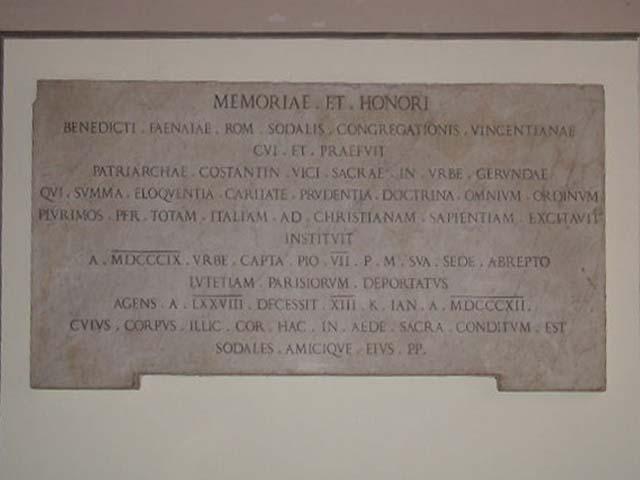 MEMORIAE . ET . HONORI
BENEDICTI . FAENAIAE . ROM . SODALIS . CONGREGATIONIS . VINCENTIANAE
CVI . ET . PRAEFVIT
PATRIARCHAE . COSTANTIN . VICI . SACRAE . IN . VRBE . GERVNDAE
QVI . SVMMA . ELOQVENTIA . CARITATE . PRVDENTIA . DOCTRINA . OMNIVM . ORDINVM
PLVRIMOS . PER . TOTAM . ITALIAM . AD . CHRISTIANAM . SAPIENTIAM . EXCITAVIT
INSTITVIT
A . MDCCCIX . VRBE . CAPTA . PIO . VII . P . M . SVA . SEDE . ABREPTO
LVTETIAM . PARISIORVM . DEPORTATVS
AGENS . A . LXXVIII . DECESSIT . XIII . K . IAN . A . MDCCCXII .
CVIVS . CORPVS . ILLIC . COR . HAC . IN . AEDE . SACRA . CONDITVM . EST
SODALES . AMICIQVE . EIVS . PP .